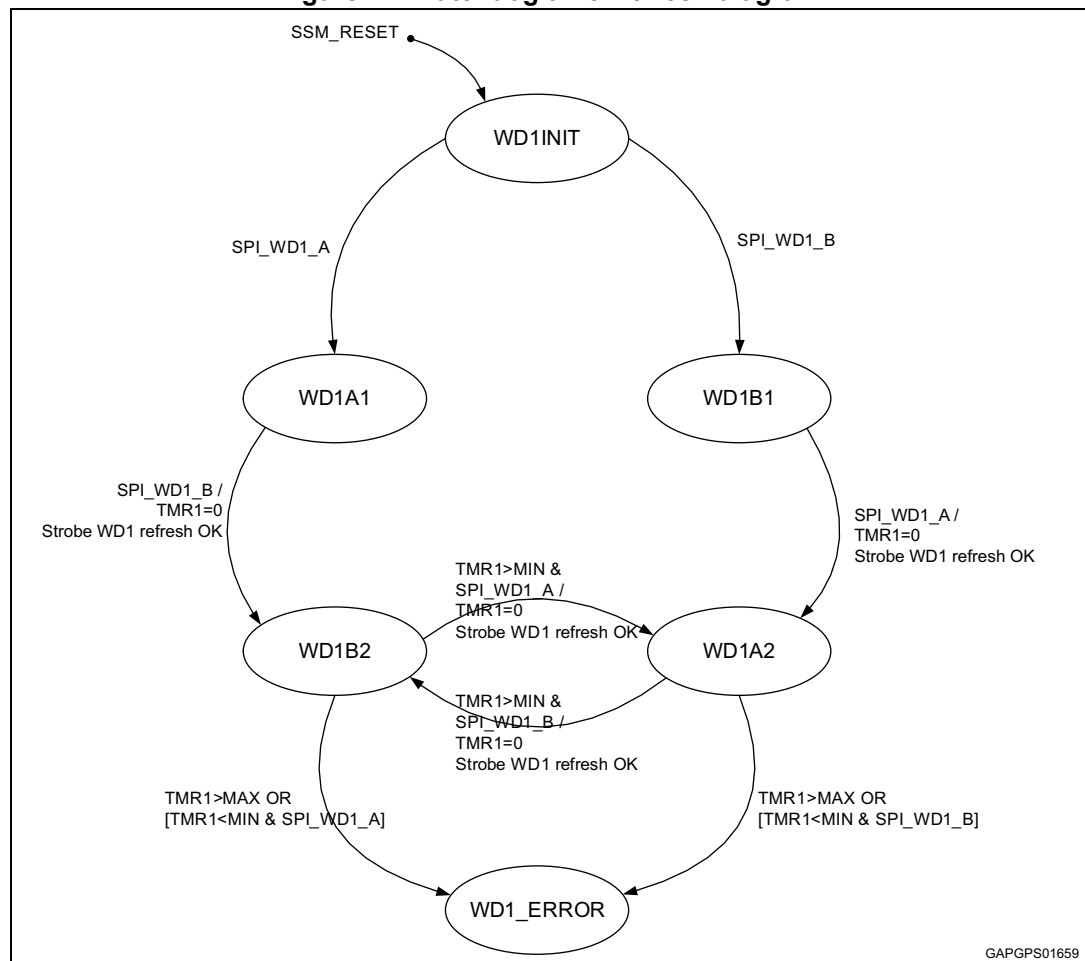 SSM_RESET
WD1INIT
SPI_WD1_A
SPI_WD1_B
WD1A1
WD1B1
SPI_WD1_B /
TMR1=0
Strobe WD1 refresh OK
SPI_WD1_A /
TMR1=0
Strobe WD1 refresh OK
TMR1>MIN &
SPI_WD1_A /
TMR1=0
Strobe WD1 refresh OK
WD1B2
WD1A2
TMR1>MIN &
SPI_WD1_B /
TMR1=0
Strobe WD1 refresh OK
TMR1>MAX OR
[TMR1<MIN & SPI_WD1_A]
TMR1>MAX OR
[TMR1<MIN & SPI_WD1_B]
WD1_ERROR
GAPGPS01659